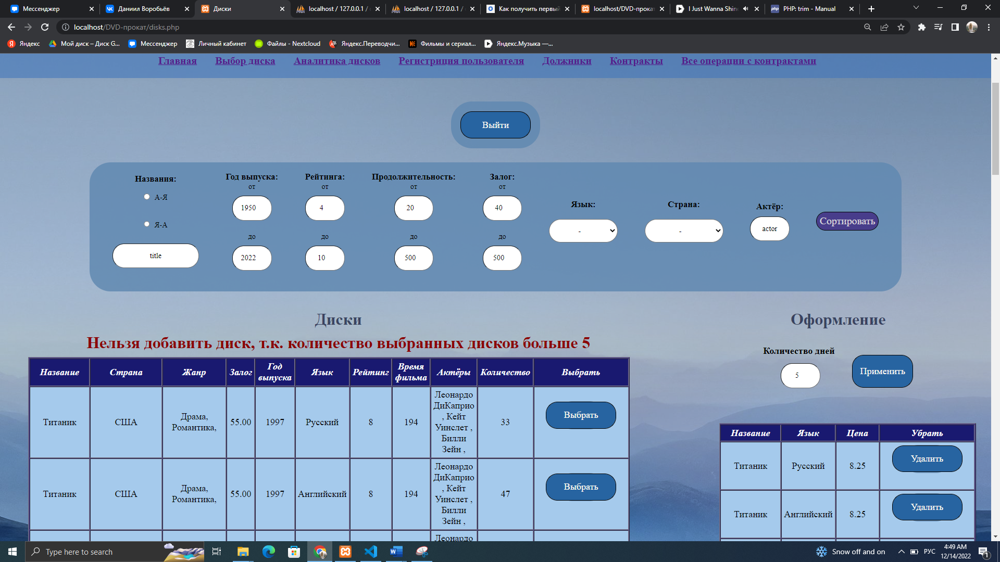 Мессенджер
Даниил Воробьёв
Диски
localhost / 127.0.0.1 /
localhost / 127.0.0.1 /
Как получить первый
localhost/DVD-прокат
I Just Wanna Shine
PHP: trim - Manual
localhost/DVD-прокат/disks.php
Яндекс
Мой диск – Диск G...
Мессенджер
Личный кабинет
Файлы - Nextcloud
Яндекс.Переводчи...
Фильмы и сериал...
Яндекс.Музыка —...
Главная
Выбор диска
Аналитика дисков
Регистриция пользователя
Должники
Контракты
Все операции с контрактами
Выйти
Названия:
А-Я
Я-А
title
Год выпуска:
от
1950
до
2022
Рейтинга:
от
4
до
10
Продолжительность:
от
20
до
500
Залог:
от
40
до
500
Язык:
-
Страна:
-
Актёр:
actor
Сортировать
Диски
Нельзя добавить диск, т.к. количество выбранных дисков больше 5
Название Страна Жанр Залог Год выпуска Язык Рейтинг Время фильма Актёры Количество Выбрать
Титаник США Драма, Романтика, 55.00 1997 Русский 8 194 Леонардо ДиКаприо , Кейт Уинслет , Билли Зейн , 33 Выбрать
Титаник США Драма, Романтика, 55.00 1997 Английский 8 194 Леонардо ДиКаприо , Кейт Уинслет , Билли Зейн , 47 Выбрать
Леонардо
Оформление
Количество дней
5
Применить
Название Язык Цена Убрать
Титаник Русский 8.25 Удалить
Титаник Английский 8.25 Удалить
Type here to search
Snow off and on
РУС
4:49 AM
12/14/2022
1